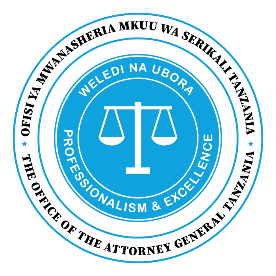 OFISI YA MWANASHERIA MKUU WA SERIKALI TANZANIA
WELEDI NA UBORA
PROFESSIONALISM & EXCELLENCE
THE OFFICE OF THE ATTORNEY GENERAL TANZANIA